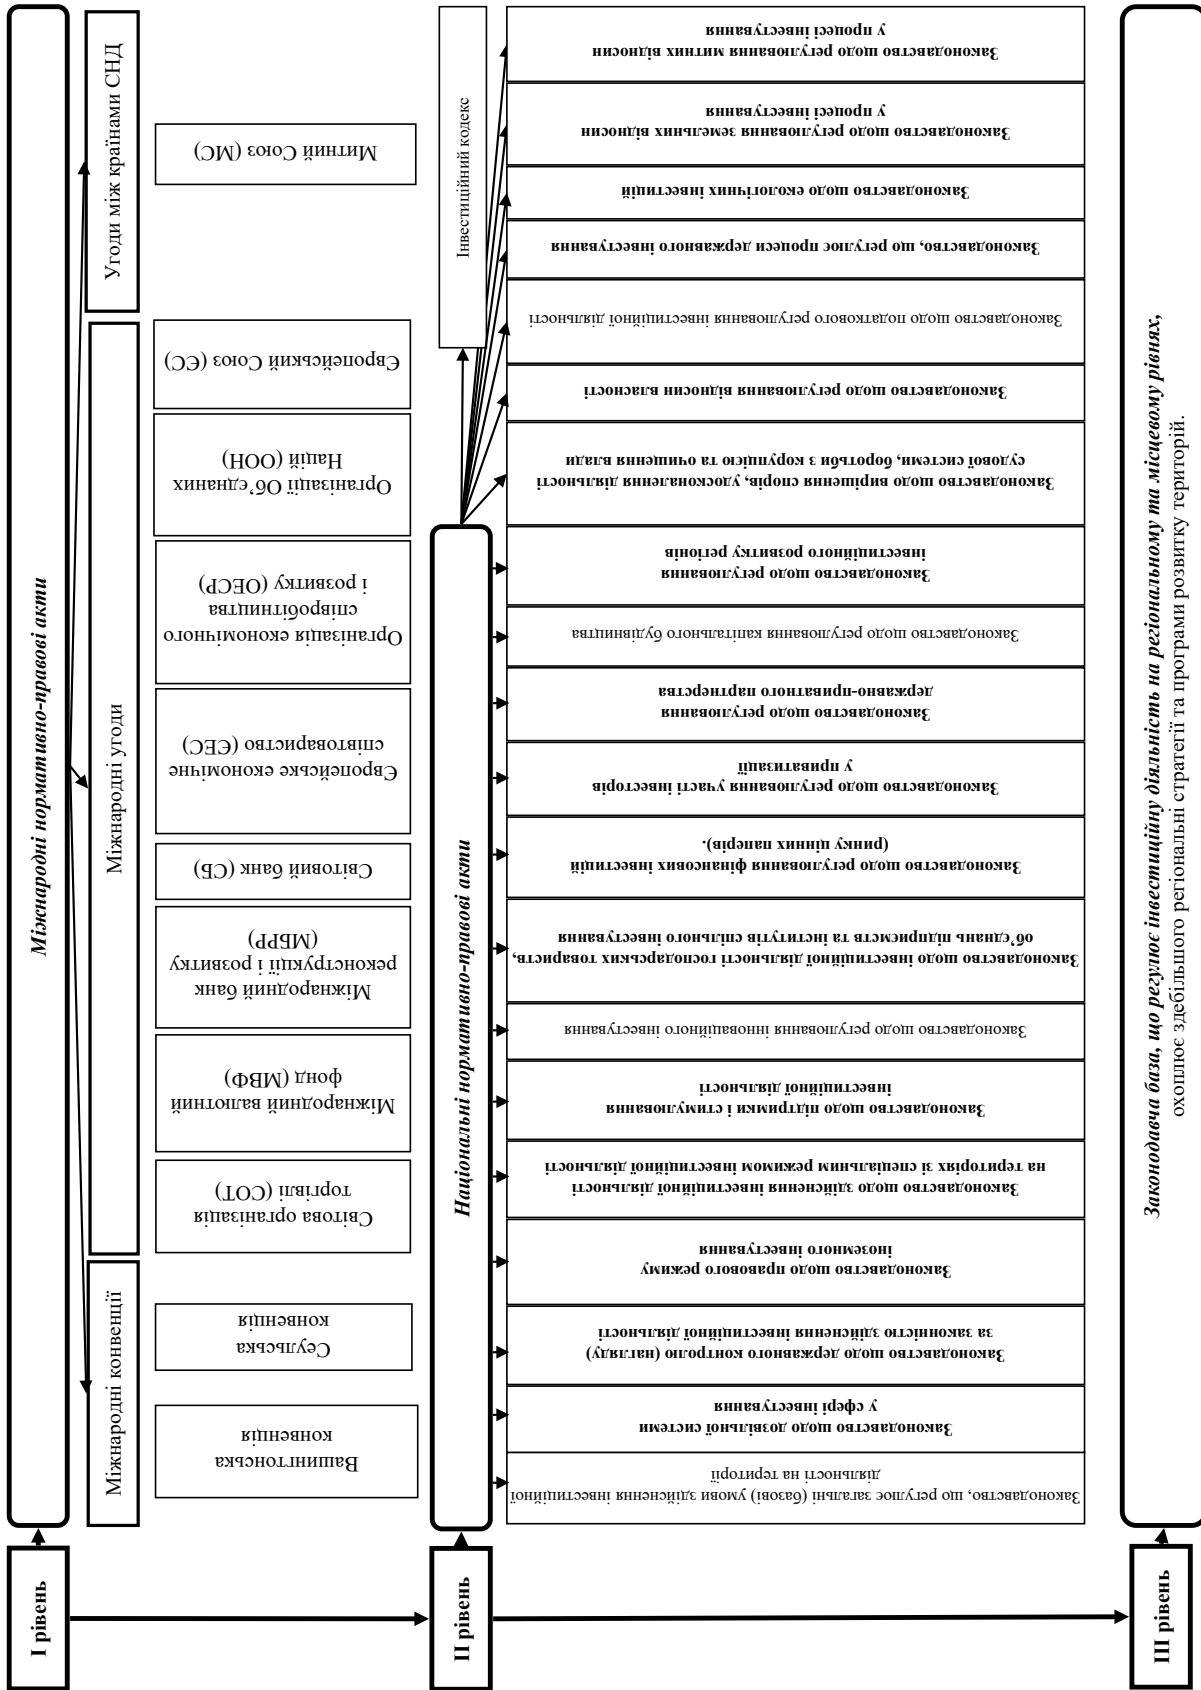 І рівень
Міжнародні нормативно-правові акти
Міжнародні конвенції
Міжнародні угоди
Угоди між країнами СНД
Вашингтонська
конвенція
Сеульська
конвенція
Світова організація
торгівлі (СОТ)
Міжнародний валютний
фонд (МВФ)
Міжнародний банк
реконструкції і розвитку
(МБРР)
Світовий банк (СБ)
Європейське економічне
співтовариство (ЄЕС)
Організація економічного
співробітництва
і розвитку (ОЕСР)
Організації Об’єднаних
Націй (ООН)
Європейський Союз (ЄС)
Митний Союз (МС)
ІІ рівень
Національні нормативно-правові акти
Інвестиційний кодекс
Законодавство, що регулює загальні (базові) умови здійснення інвестиційної
діяльності на території
Законодавство щодо дозвільної системи
у сфері інвестування
Законодавство щодо державного контролю (нагляду)
за законністю здійснення інвестиційної діяльності
Законодавство щодо правового режиму
іноземного інвестування
Законодавство щодо здійснення інвестиційної діяльності
на територіях зі спеціальним режимом інвестиційної діяльності
Законодавство щодо підтримки і стимулювання
інвестиційної діяльності
Законодавство щодо регулювання інноваційного інвестування
Законодавство щодо інвестиційної діяльності господарських товариств,
об’єднань підприємств та інститутів спільного інвестування
Законодавство щодо регулювання фінансових інвестицій
(ринку цінних паперів).
Законодавство щодо регулювання участі інвесторів
у приватизації
Законодавство щодо регулювання
державно-приватного партнерства
Законодавство щодо регулювання капітального будівництва
Законодавство щодо регулювання
інвестиційного розвитку регіонів
Законодавство щодо вирішення спорів, удосконалення діяльності
судової системи, боротьби з корупцією та очищення влади
Законодавство щодо регулювання відносин власності
Законодавство щодо податкового регулювання інвестиційної діяльності
Законодавство, що регулює процеси державного інвестування
Законодавство щодо екологічних інвестицій
Законодавство щодо регулювання земельних відносин
у процесі інвестування
Законодавство щодо регулювання митних відносин
у процесі інвестування
ІІІ рівень
Законодавча база, що регулює інвестиційну діяльність на регіональному та місцевому рівнях,
охоплює здебільшого регіональні стратегії та програми розвитку територій.